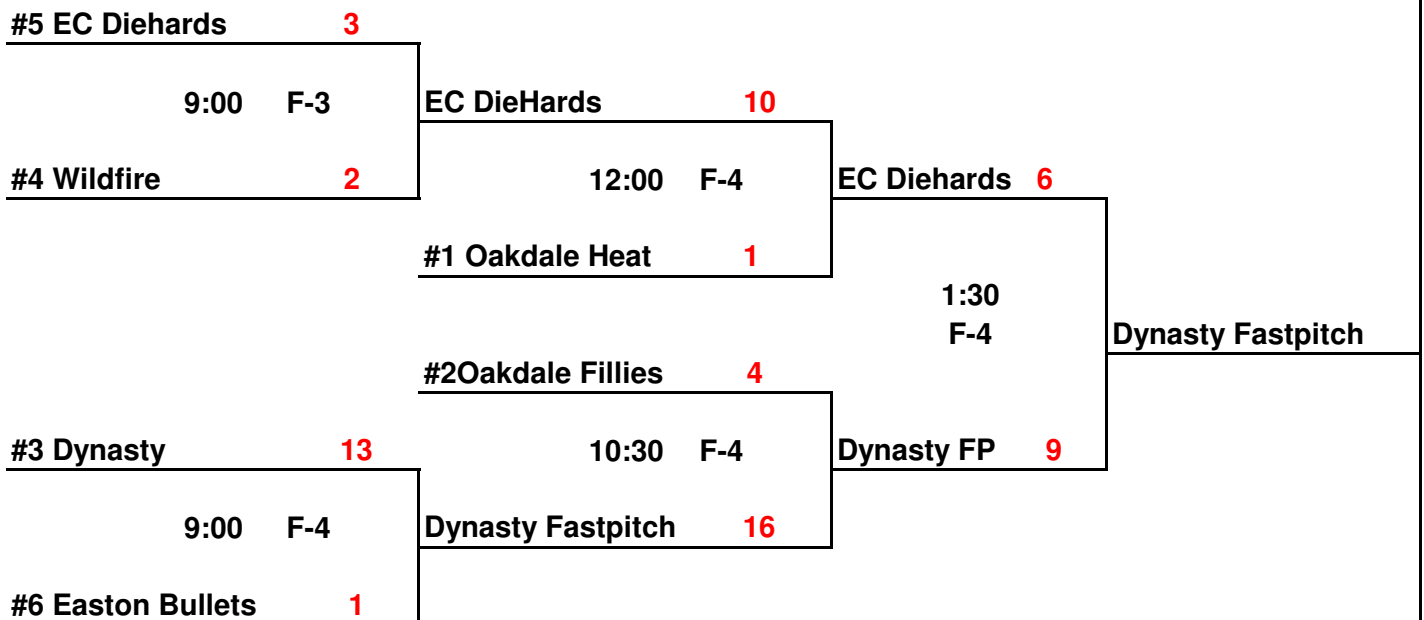 #5 EC Diehards 3
9:00 F-3
EC DieHards 10
#4 Wildfire 2
12:00 F-4
EC Diehards 6
#1 Oakdale Heat 1
1:30
F-4
Dynasty Fastpitch
#2Oakdale Fillies 4
#3 Dynasty 13
10:30 F-4
Dynasty FP 9
9:00 F-4
Dynasty Fastpitch 16
#6 Easton Bullets 1